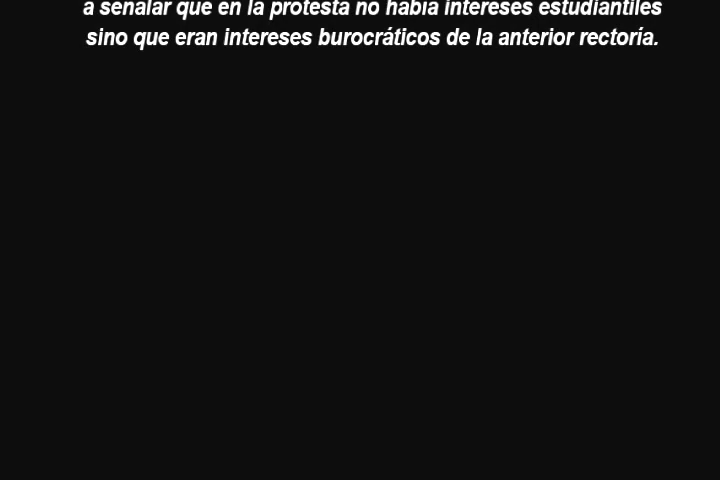 a señalar que en la protesta no había intereses estudiantiles
sino que eran intereses burocráticos de la anterior rectoría.